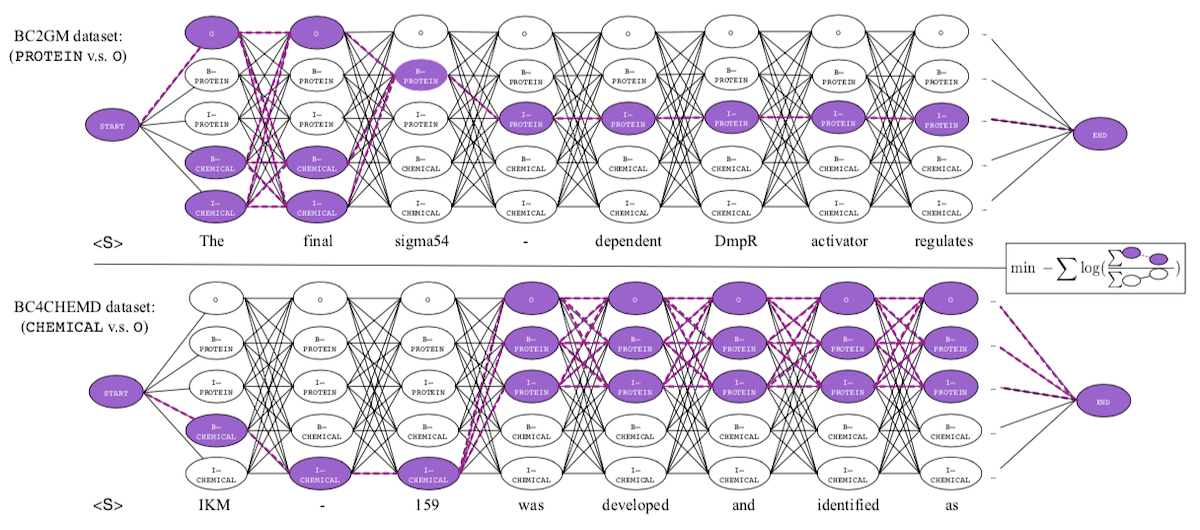 BC2GM dataset:
(PROTEIN v.s. O)
O O O O O O O O ...
B— PROTEIN B— PROTEIN B— PROTEIN B— PROTEIN B— PROTEIN B— PROTEIN B— PROTEIN B— PROTEIN ...
START I— PROTEIN I— PROTEIN I— PROTEIN I— PROTEIN I— PROTEIN I— PROTEIN I— PROTEIN I— PROTEIN ... END
B— CHEMICAL B— CHEMICAL B— CHEMICAL B— CHEMICAL B— CHEMICAL B— CHEMICAL B— CHEMICAL B— CHEMICAL ...
I— CHEMICAL I— CHEMICAL I— CHEMICAL I— CHEMICAL I— CHEMICAL I— CHEMICAL I— CHEMICAL I— CHEMICAL ...
<S> The final sigma54 - dependent DmpR activator regulates
min −∑ log(∑ / ∑)
BC4CHEMD dataset:
(CHEMICAL v.s. O)
O O O O O O O O ...
B— PROTEIN B— PROTEIN B— PROTEIN B— PROTEIN B— PROTEIN B— PROTEIN B— PROTEIN B— PROTEIN ...
START I— PROTEIN I— PROTEIN I— PROTEIN I— PROTEIN I— PROTEIN I— PROTEIN I— PROTEIN I— PROTEIN ... END
B— CHEMICAL B— CHEMICAL B— CHEMICAL B— CHEMICAL B— CHEMICAL B— CHEMICAL B— CHEMICAL B— CHEMICAL ...
I— CHEMICAL I— CHEMICAL I— CHEMICAL I— CHEMICAL I— CHEMICAL I— CHEMICAL I— CHEMICAL I— CHEMICAL ...
<S> IKM - 159 was developed and identified as